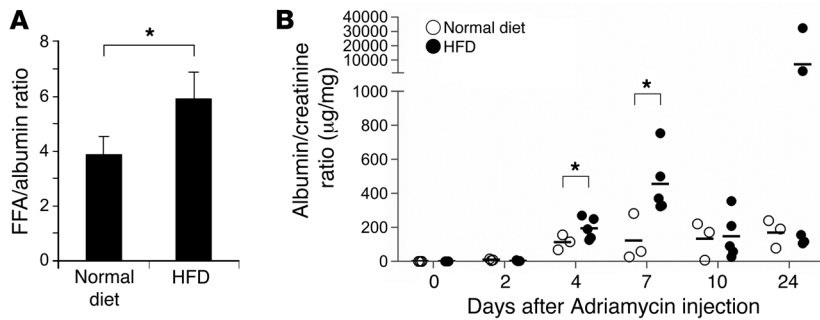 A
FFA/albumin ratio
8
6
4
2
0
*
Normal
diet
HFD
B
Albumin/creatinine
ratio (µg/mg)
40000
30000
20000
10000
1000
800
600
400
200
0
Normal diet
HFD
*
*
0 2 4 7 10 24
Days after Adriamycin injection